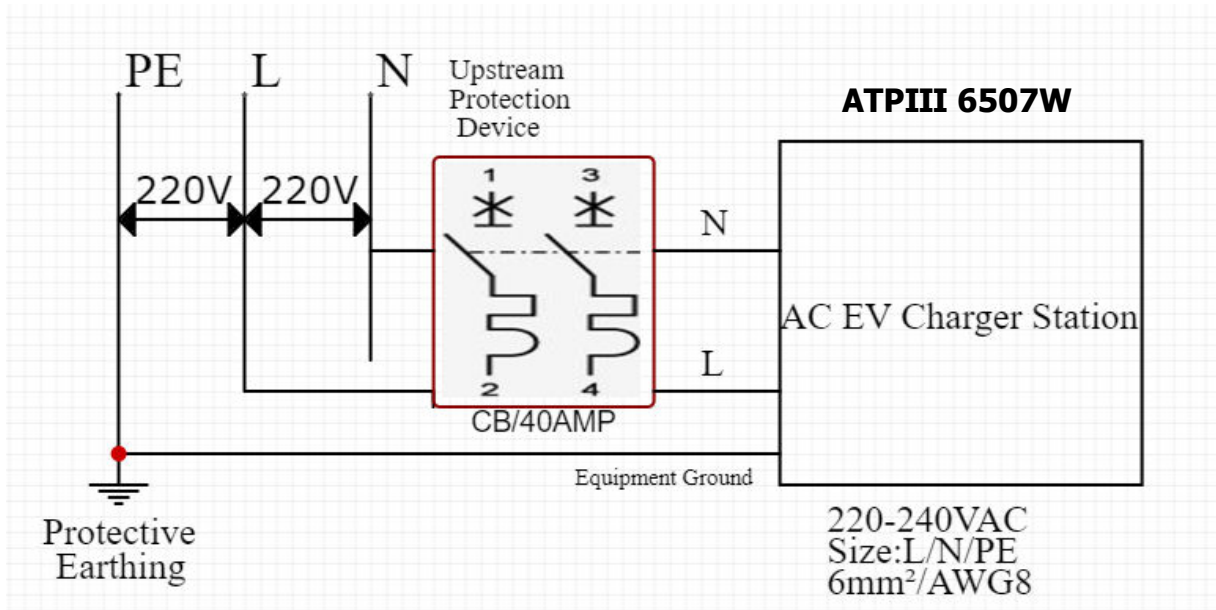 PE L N
Upstream
Protection
Device
ATPIII 6507W
220V 220V
1 3
N
AC EV Charger Station
L
2 4
CB/40AMP
Equipment Ground
Protective
Earthing
220-240VAC
Size:L/N/PE
6mm²/AWG8